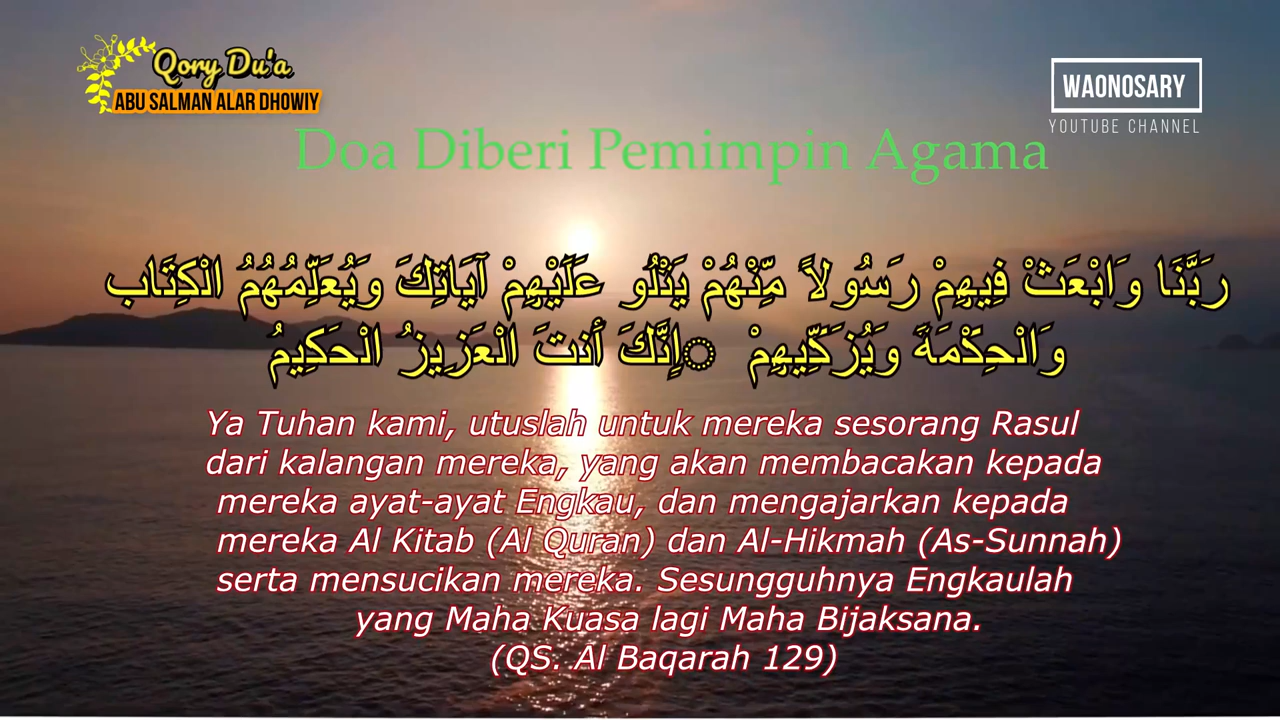 Qory Du'a
ABU SALMAN ALAR DHOWIY
WAONOSARY
YOUTUBE CHANNEL
Doa Diberi Pemimpin Agama
رَبَّنَا وَابْعَثْ فِيهِمْ رَسُولاً مِّنْهُمْ يَتْلُو عَلَيْهِمْ آيَاتِكَ وَيُعَلِّمُهُمُ الْكِتَاب
وَالْحِكْمَةَ وَيُزَكِّيهِمْ ۚ إِنَّكَ أَنتَ الْعَزِيزُ الْحَكِيمُ
Ya Tuhan kami, utuslah untuk mereka sesorang Rasul
dari kalangan mereka, yang akan membacakan kepada
mereka ayat-ayat Engkau, dan mengajarkan kepada
mereka Al Kitab (Al Quran) dan Al-Hikmah (As-Sunnah)
serta mensucikan mereka. Sesungguhnya Engkaulah
yang Maha Kuasa lagi Maha Bijaksana.
(QS. Al Baqarah 129)